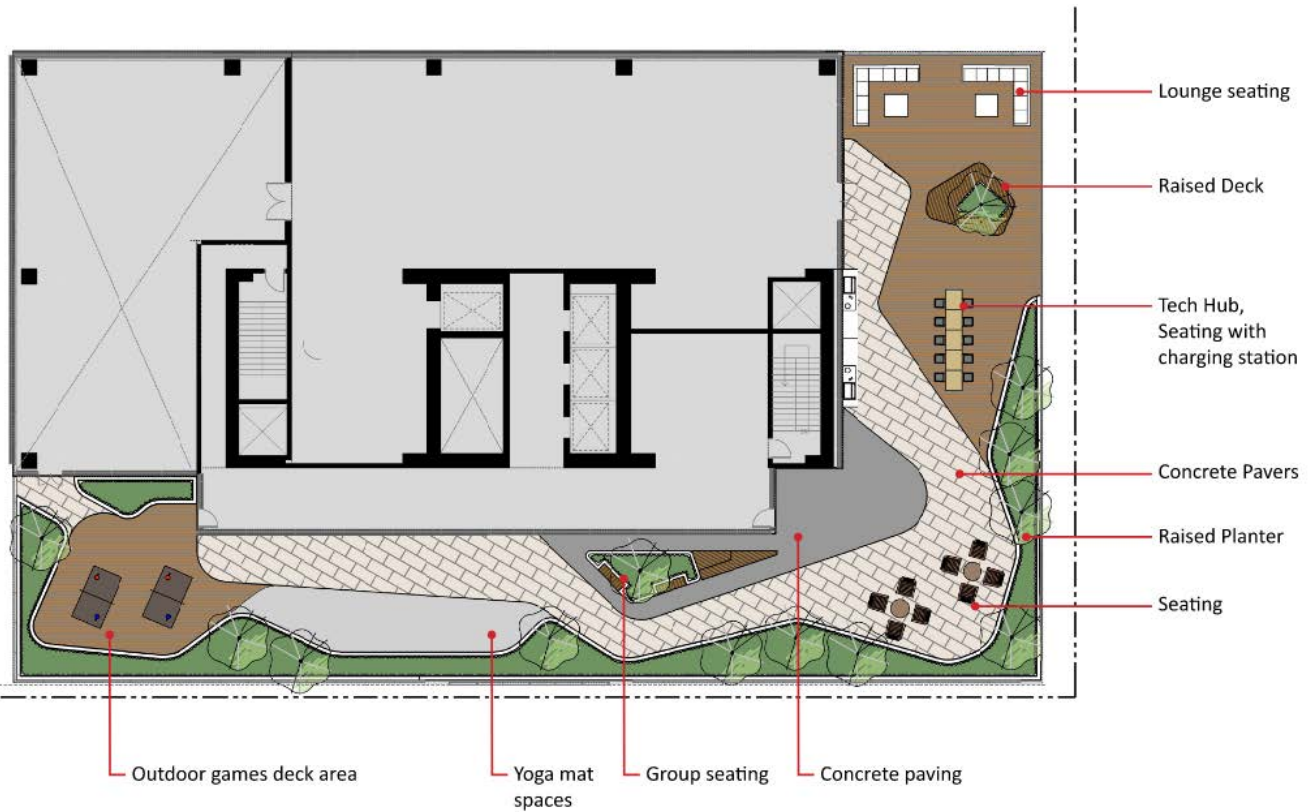 Lounge seating
Raised Deck
Tech Hub,
Seating with
charging station
Concrete Pavers
Raised Planter
Seating
Outdoor games deck area
Yoga mat
spaces
Group seating
Concrete paving